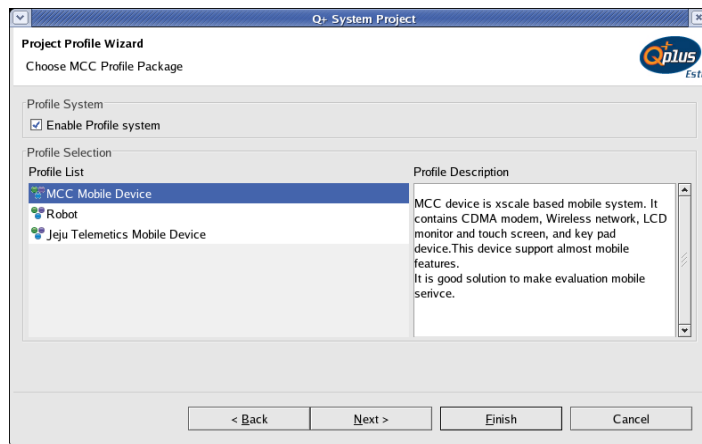 Q+ System Project
Project Profile Wizard
Choose MCC Profile Package
Qplus
Est
Profile System
Enable Profile system
Profile Selection
Profile List
Profile Description
MCC Mobile Device
Robot
Jeju Telemetics Mobile Device
MCC device is xscale based mobile system. It
contains CDMA modem, Wireless network, LCD
monitor and touch screen, and key pad
device.This device support almost mobile
features.
It is good solution to make evaluation mobile
serivce.
< Back
Next >
Finish
Cancel